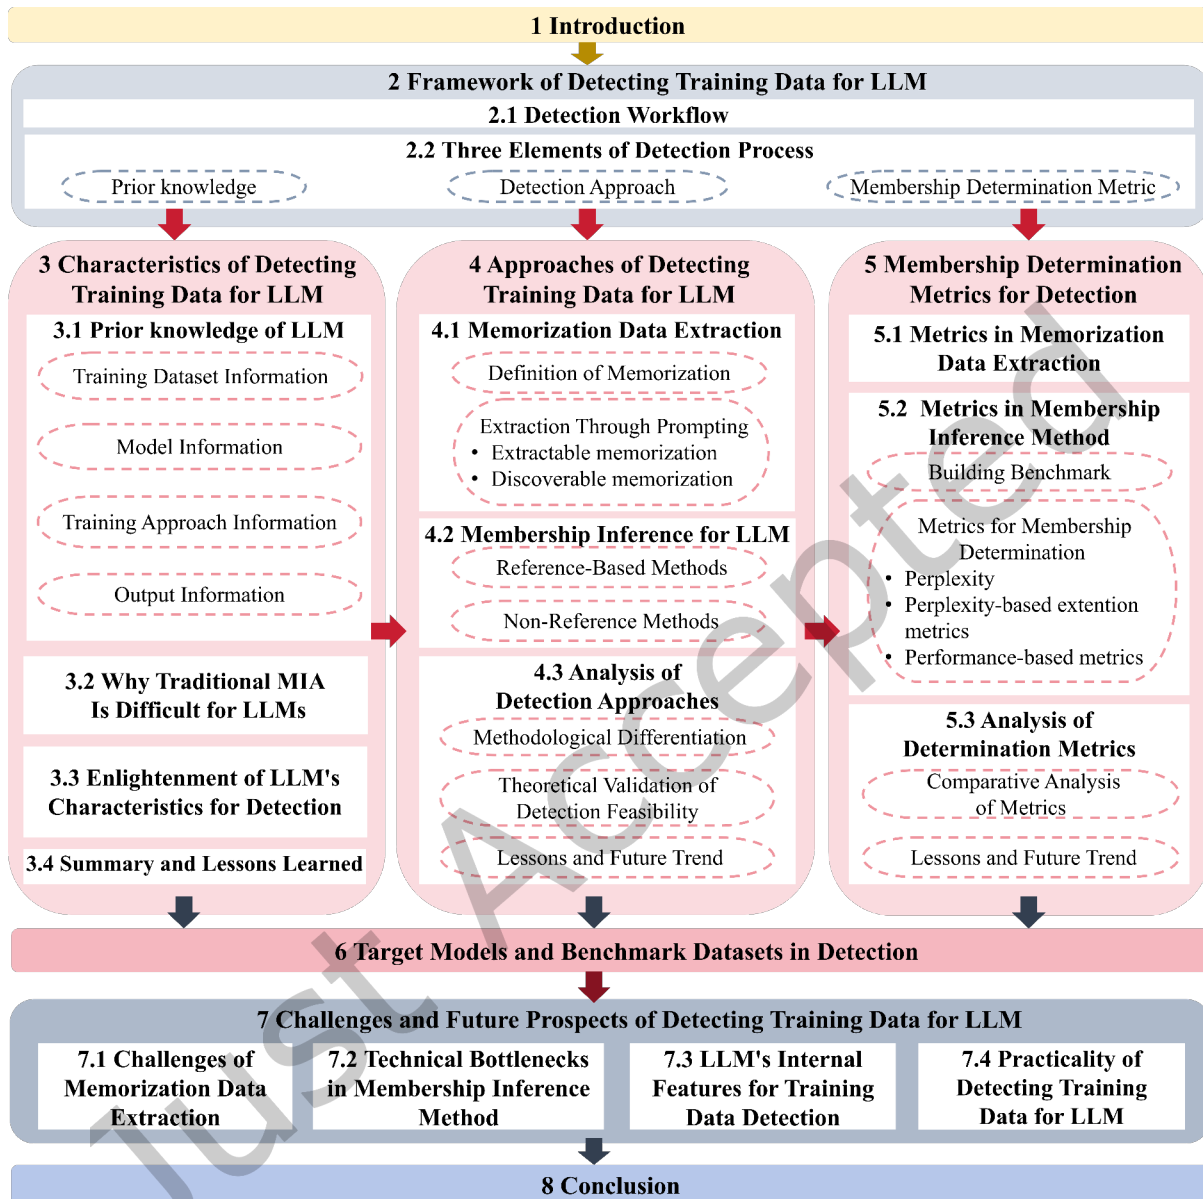 1 Introduction
2 Framework of Detecting Training Data for LLM
2.1 Detection Workflow
2.2 Three Elements of Detection Process
Prior knowledge
Detection Approach
Membership Determination Metric
3 Characteristics of Detecting
Training Data for LLM
3.1 Prior knowledge of LLM
Training Dataset Information
Model Information
Training Approach Information
Output Information
3.2 Why Traditional MIA
Is Difficult for LLMs
3.3 Enlightenment of LLM's
Characteristics for Detection
3.4 Summary and Lessons Learned
4 Approaches of Detecting
Training Data for LLM
4.1 Memorization Data Extraction
Definition of Memorization
Extraction Through Prompting
• Extractable memorization
• Discoverable memorization
4.2 Membership Inference for LLM
Reference-Based Methods
Non-Reference Methods
4.3 Analysis of
Detection Approaches
Methodological Differentiation
Theoretical Validation of
Detection Feasibility
Lessons and Future Trend
5 Membership Determination
Metrics for Detection
5.1 Metrics in Memorization
Data Extraction
5.2 Metrics in Membership
Inference Method
Building Benchmark
Metrics for Membership
Determination
• Perplexity
• Perplexity-based extention
metrics
• Performance-based metrics
5.3 Analysis of
Determination Metrics
Comparative Analysis
of Metrics
Lessons and Future Trend
6 Target Models and Benchmark Datasets in Detection
7 Challenges and Future Prospects of Detecting Training Data for LLM
7.1 Challenges of
Memorization Data
Extraction
7.2 Technical Bottlenecks
in Membership Inference
Method
7.3 LLM's Internal
Features for Training
Data Detection
7.4 Practicality of
Detecting Training
Data for LLM
8 Conclusion
Just Accepted